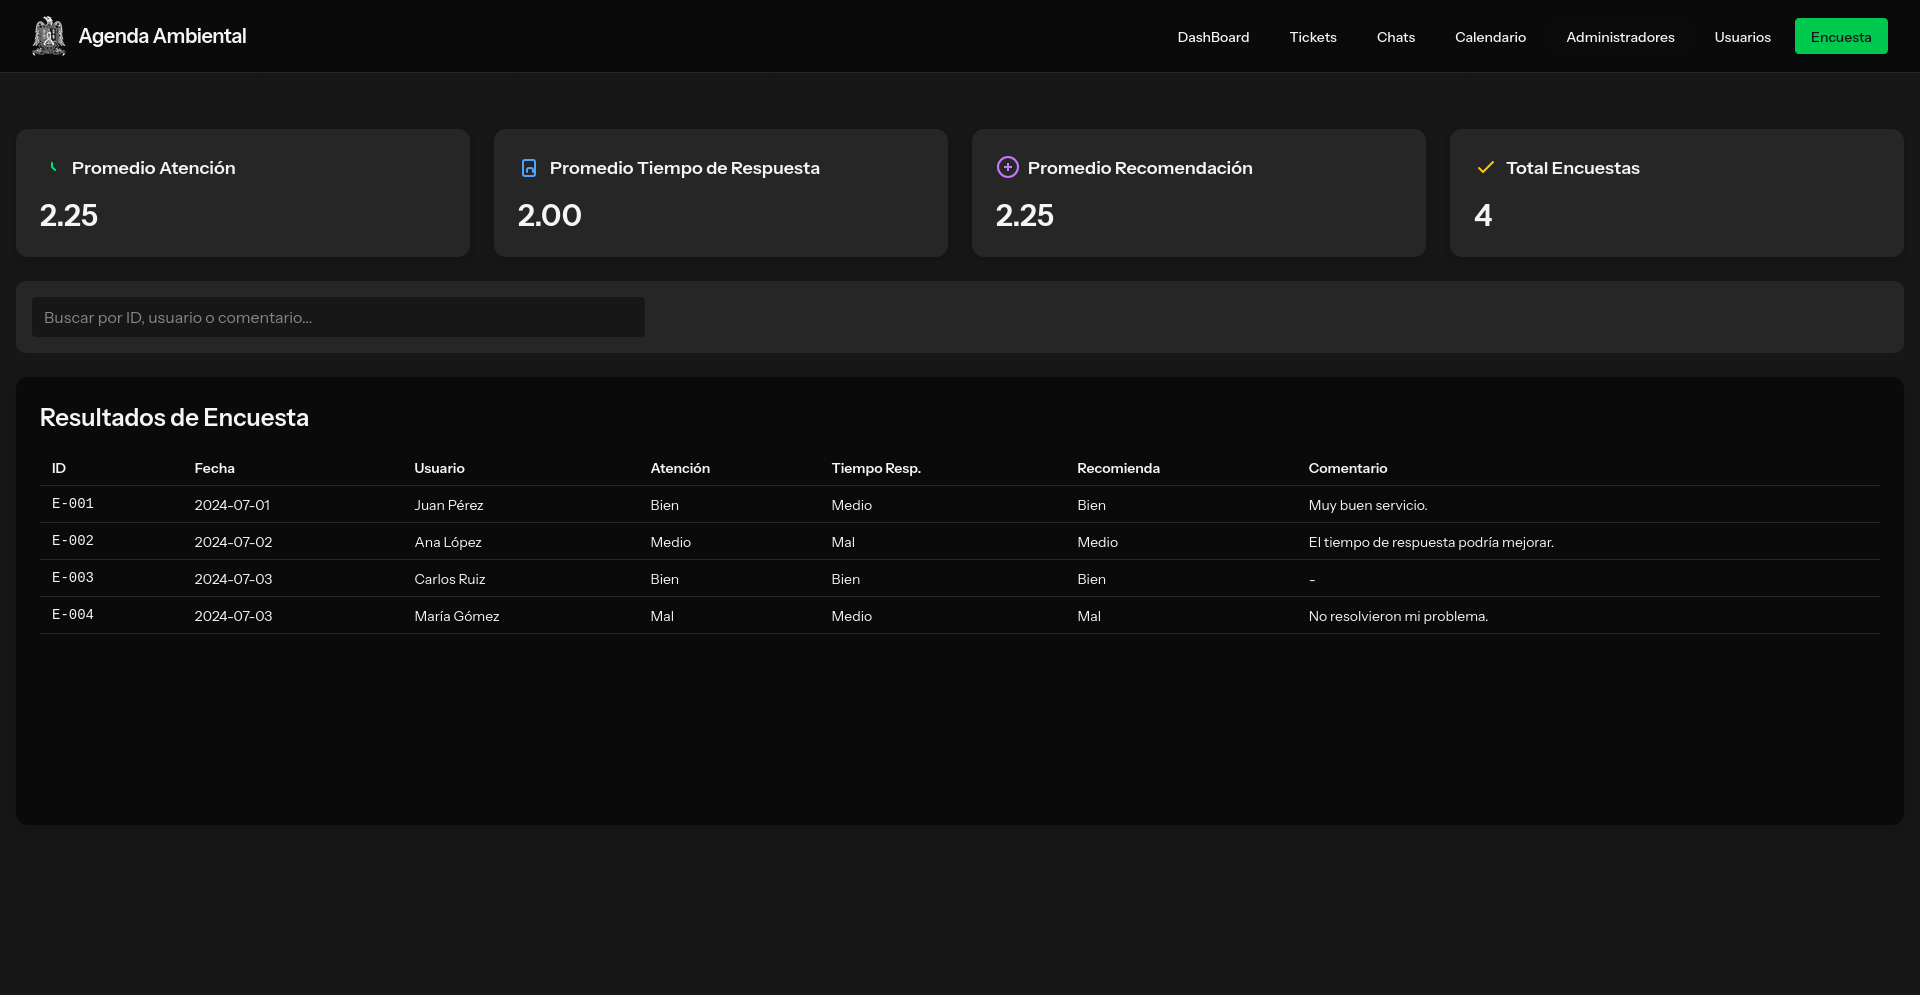 Agenda Ambiental
DashBoard Tickets Chats Calendario Administradores Usuarios Encuesta
Promedio Atención
2.25
Promedio Tiempo de Respuesta
2.00
Promedio Recomendación
2.25
Total Encuestas
4
Buscar por ID, usuario o comentario...
Resultados de Encuesta
ID Fecha Usuario Atención Tiempo Resp. Recomienda Comentario
E-001 2024-07-01 Juan Pérez Bien Medio Bien Muy buen servicio.
E-002 2024-07-02 Ana López Medio Mal Medio El tiempo de respuesta podría mejorar.
E-003 2024-07-03 Carlos Ruiz Bien Bien Bien -
E-004 2024-07-03 María Gómez Mal Medio Mal No resolvieron mi problema.